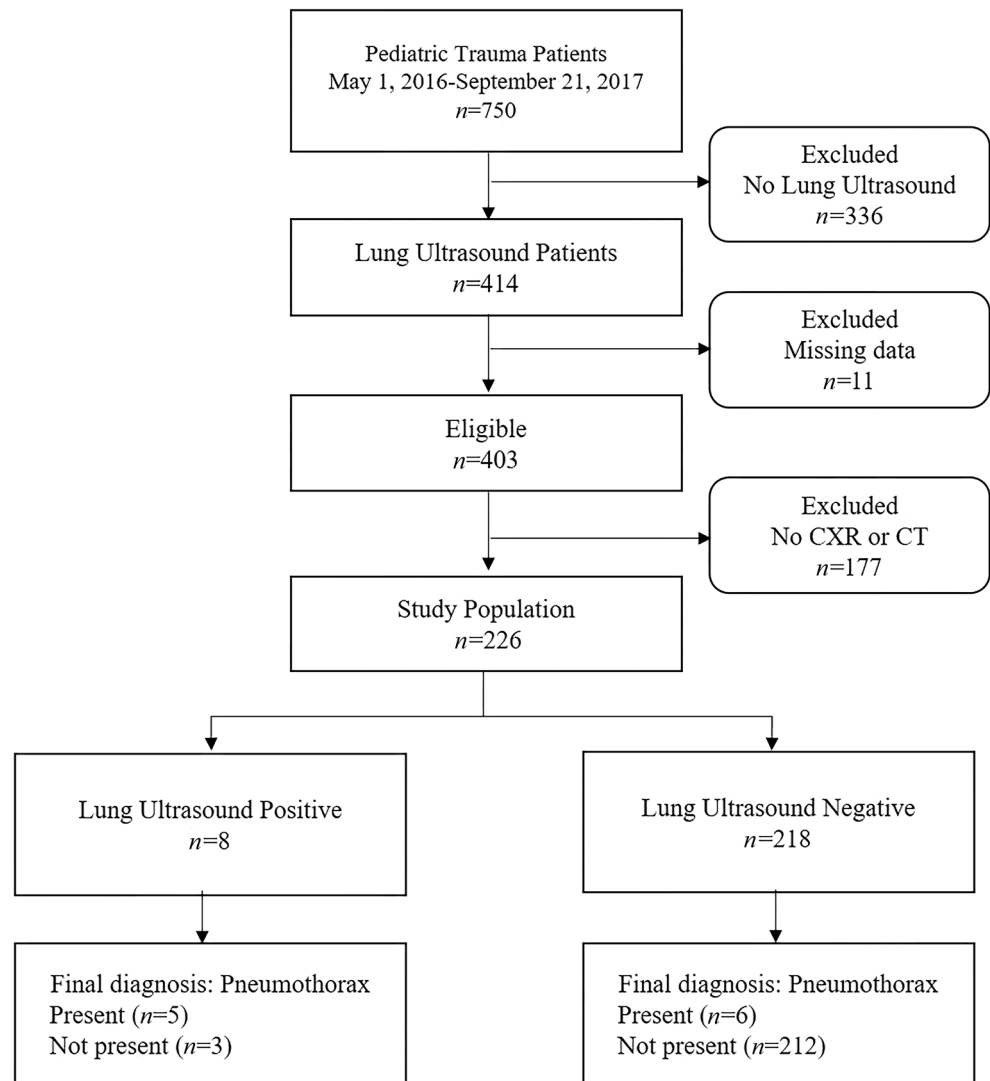 Pediatric Trauma Patients
May 1, 2016-September 21, 2017
n=750
Excluded
No Lung Ultrasound
n=336
Lung Ultrasound Patients
n=414
Excluded
Missing data
n=11
Eligible
n=403
Excluded
No CXR or CT
n=177
Study Population
n=226
Lung Ultrasound Positive
n=8
Lung Ultrasound Negative
n=218
Final diagnosis: Pneumothorax
Present (n=5)
Not present (n=3)
Final diagnosis: Pneumothorax
Present (n=6)
Not present (n=212)